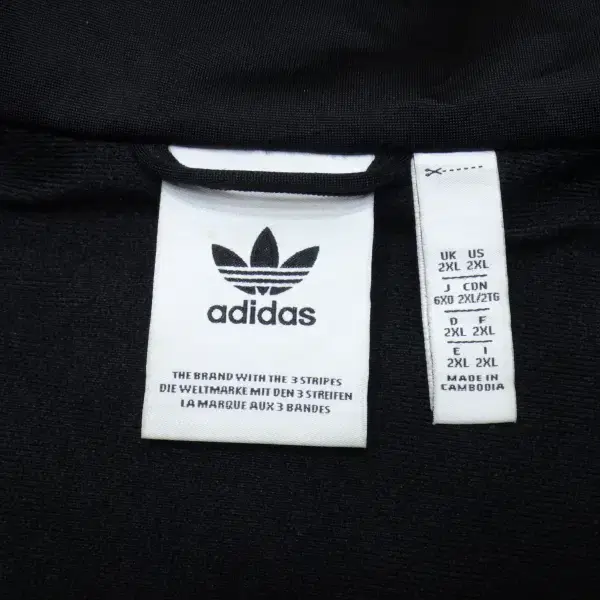 adidas
THE BRAND WITH THE 3 STRIPES
DIE WELTMARKE MIT DEN 3 STREIFEN
LA MARQUE AUX 3 BANDES
UK US
2XL 2XL
J CDN
6XO 2XL/2TG
D F
2XL 2XL
E I
2XL 2XL
MADE IN
CAMBODIA